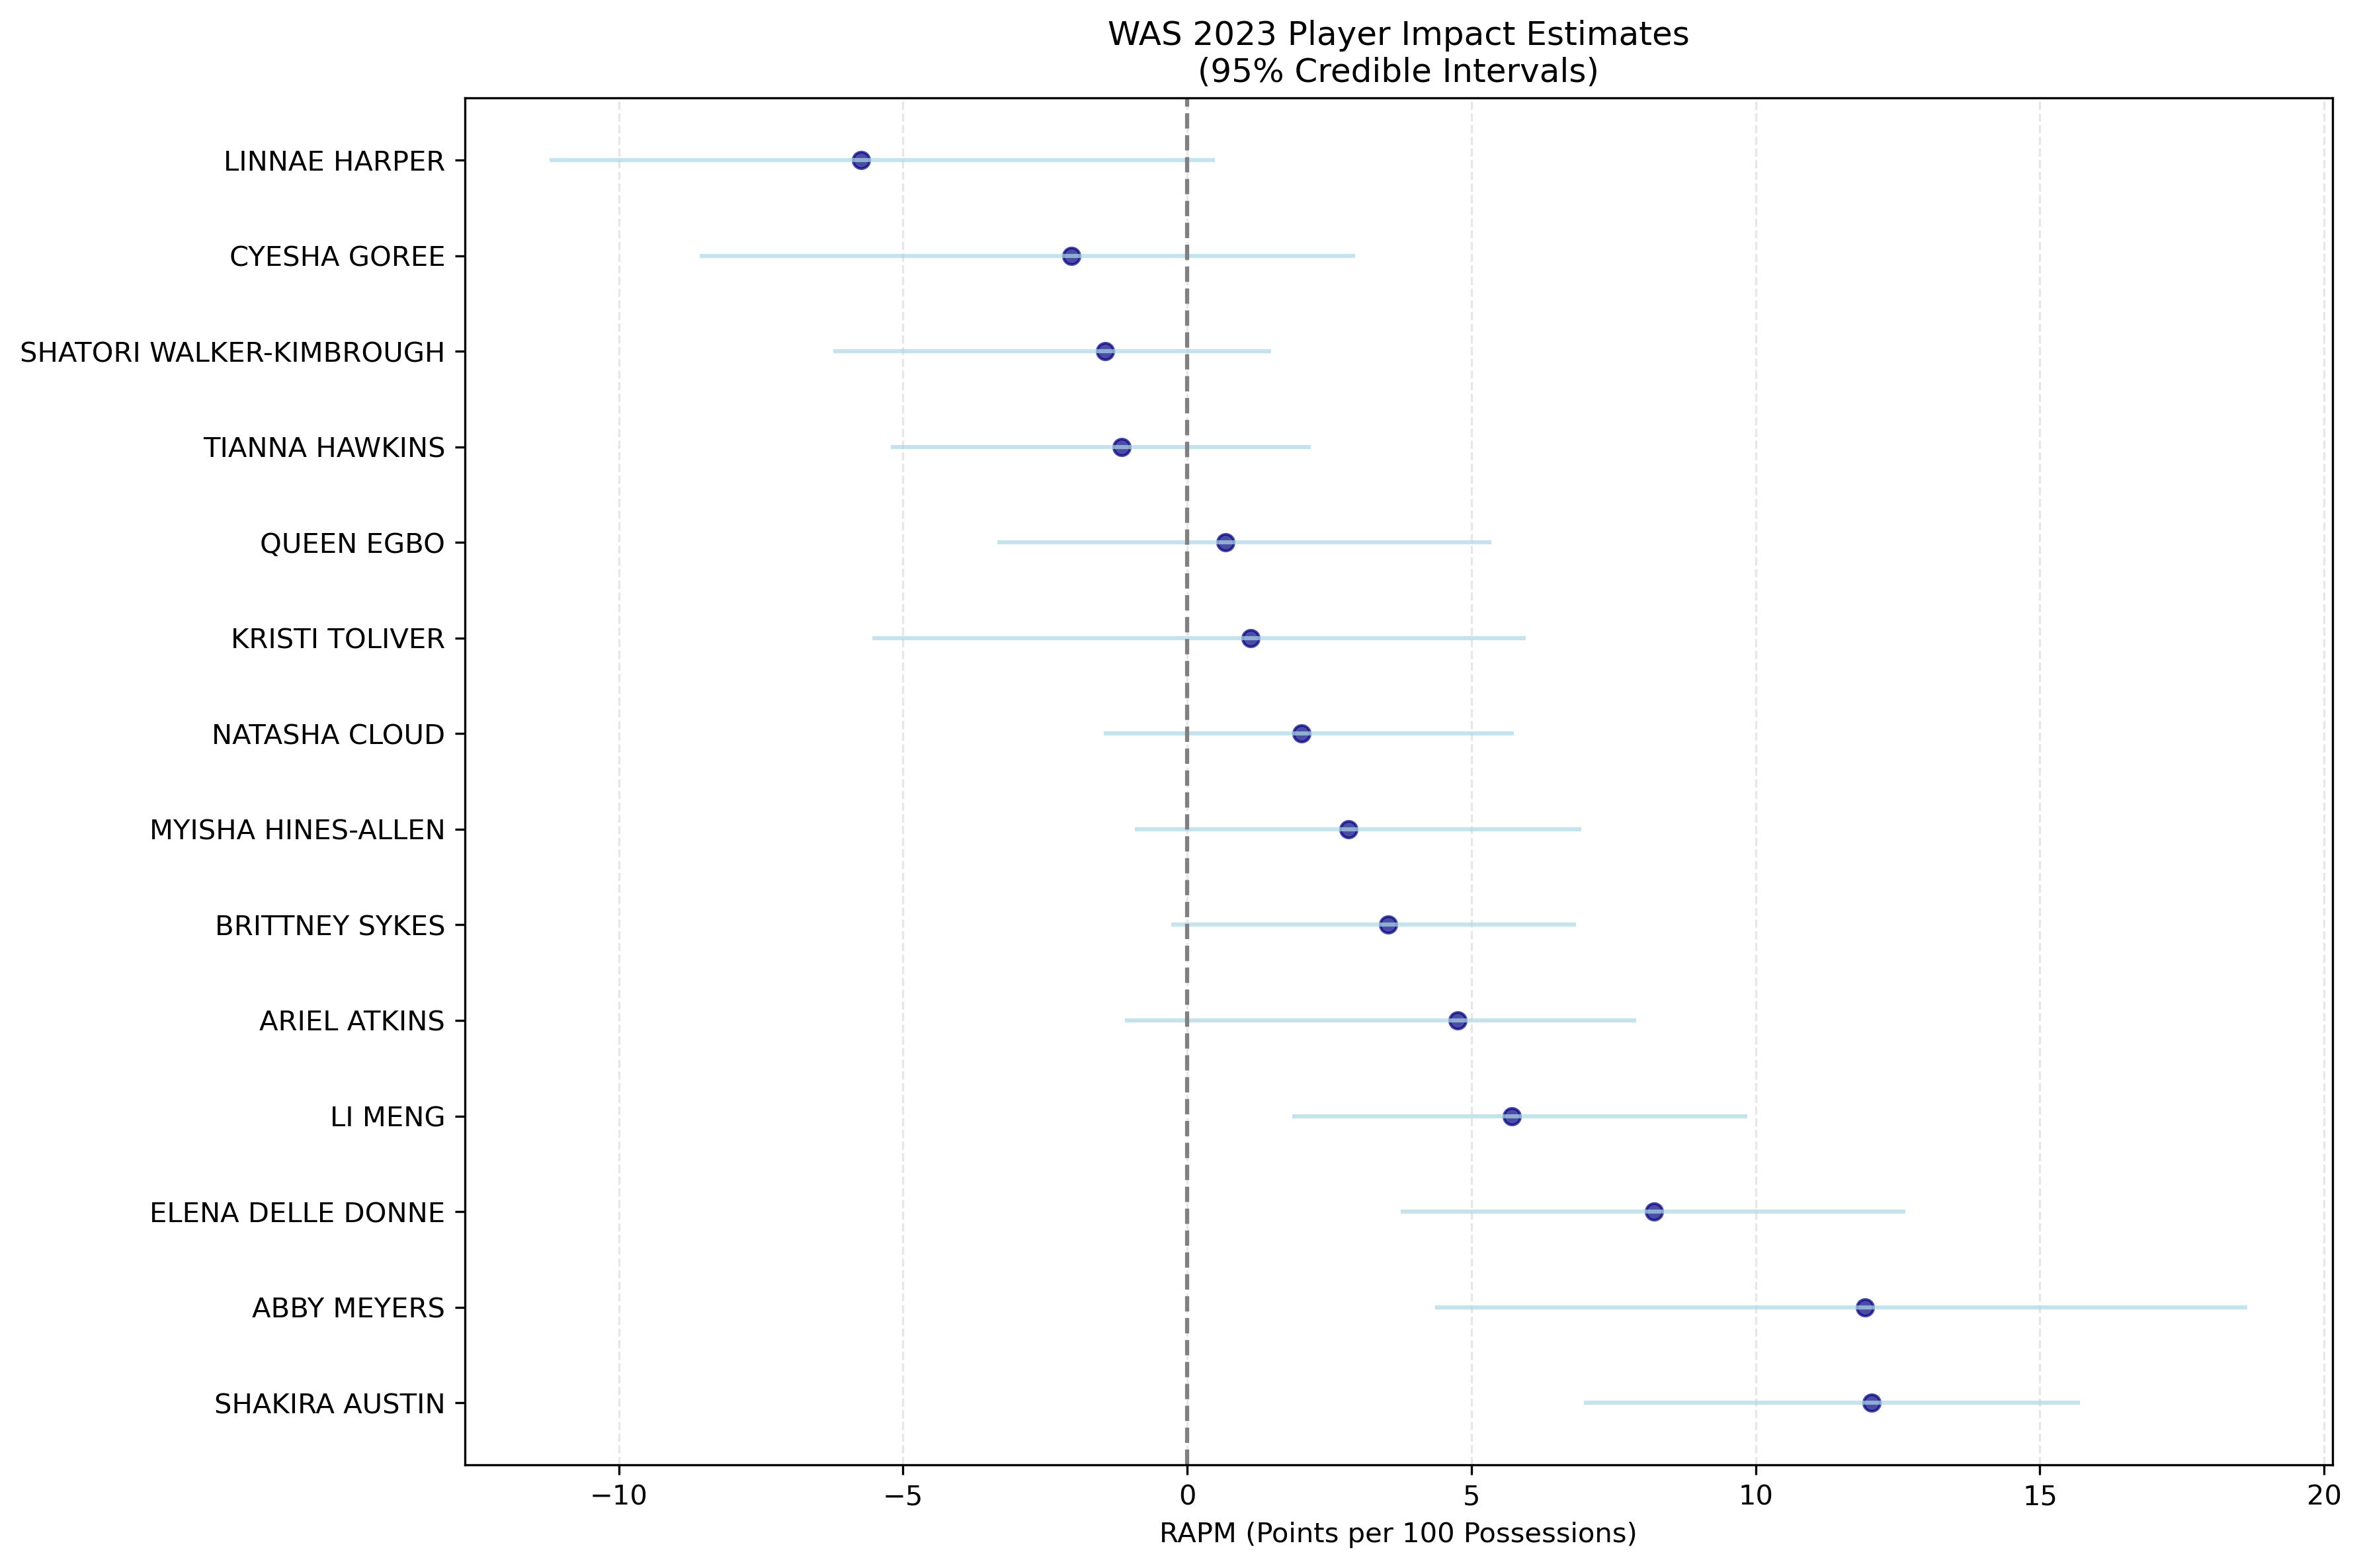 WAS 2023 Player Impact Estimates
(95% Credible Intervals)
LINNAE HARPER
CYESHA GOREE
SHATORI WALKER-KIMBROUGH
TIANNA HAWKINS
QUEEN EGBO
KRISTI TOLIVER
NATASHA CLOUD
MYISHA HINES-ALLEN
BRITTNEY SYKES
ARIEL ATKINS
LI MENG
ELENA DELLE DONNE
ABBY MEYERS
SHAKIRA AUSTIN
−10 −5 0 5 10 15 20
RAPM (Points per 100 Possessions)